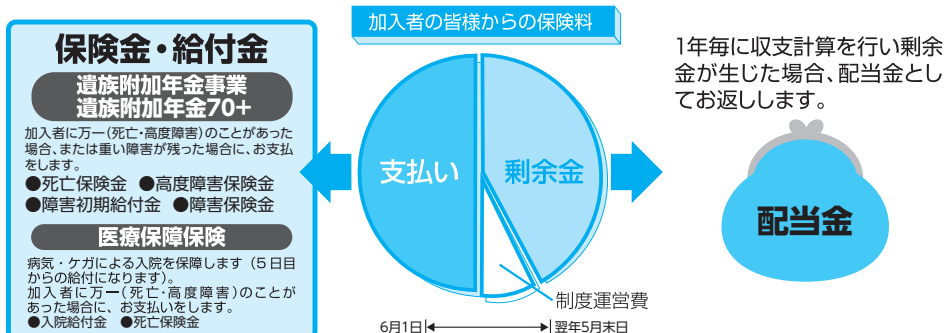 保険金・給付金
遺族附加年金事業
遺族附加年金70+
加入者に万一(死亡・高度障害)のことがあった
場合、または重い障害が残った場合に、お支払
をします。
●死亡保険金 ●高度障害保険金
●障害初期給付金 ●障害保険金
医療保障保険
病気・ケガによる入院を保障します（5日目
からの給付になります）。
加入者に万一(死亡・高度障害)のことが
あった場合に、お支払いをします。
●入院給付金 ●死亡保険金
加入者の皆様からの保険料
支払い
剰余金
制度運営費
6月1日
翌年5月末日
1年毎に収支計算を行い剰余
金が生じた場合、配当金とし
てお返しします。
配当金